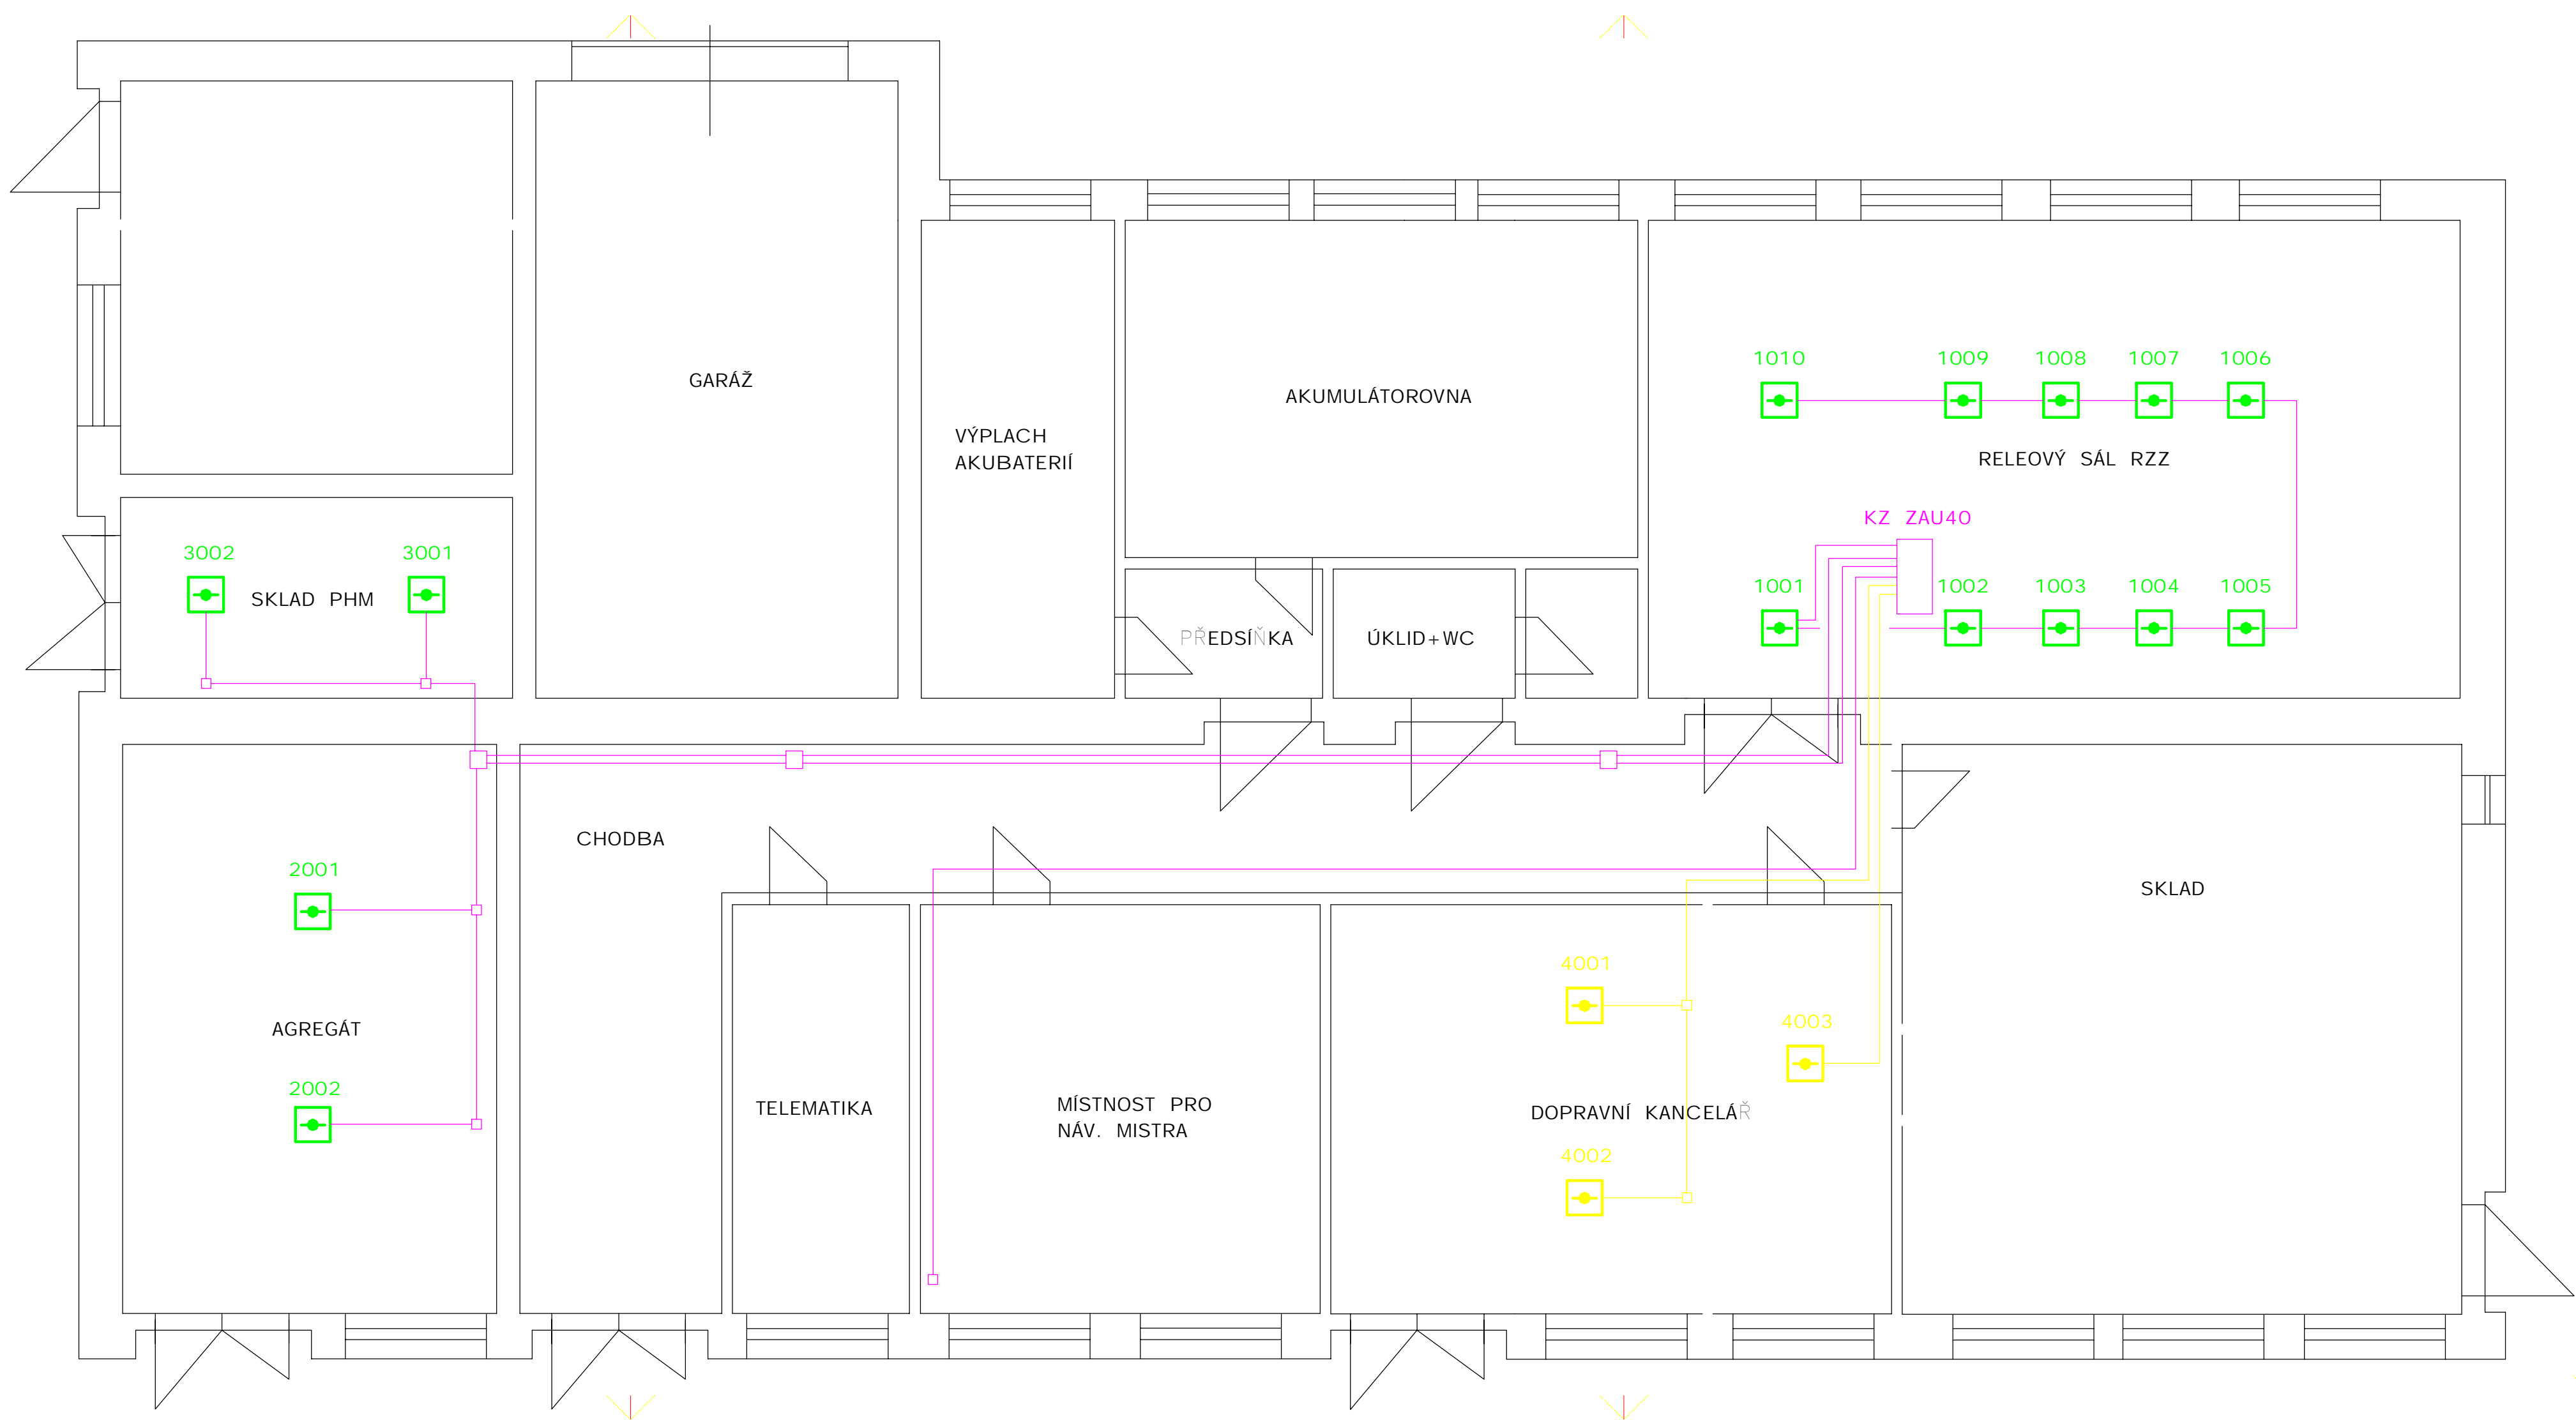 1010
1009
1008
1007
1006
GARÁŽ
AKUMULÁTOROVNA
VÝPLACH
AKUBATERIÍ
RELEOVÝ SÁL RZZ
KZ ZAU40
3002
3001
SKLAD PHM
1001
1002
1003
1004
1005
PŘEDSÍŇKA
ÚKLID+WC
CHODBA
2001
SKLAD
4001
4003
AGREGÁT
2002
TELEMATIKA
MÍSTNOST PRO
NÁV. MISTRA
DOPRAVNÍ KANCELÁŘ
4002